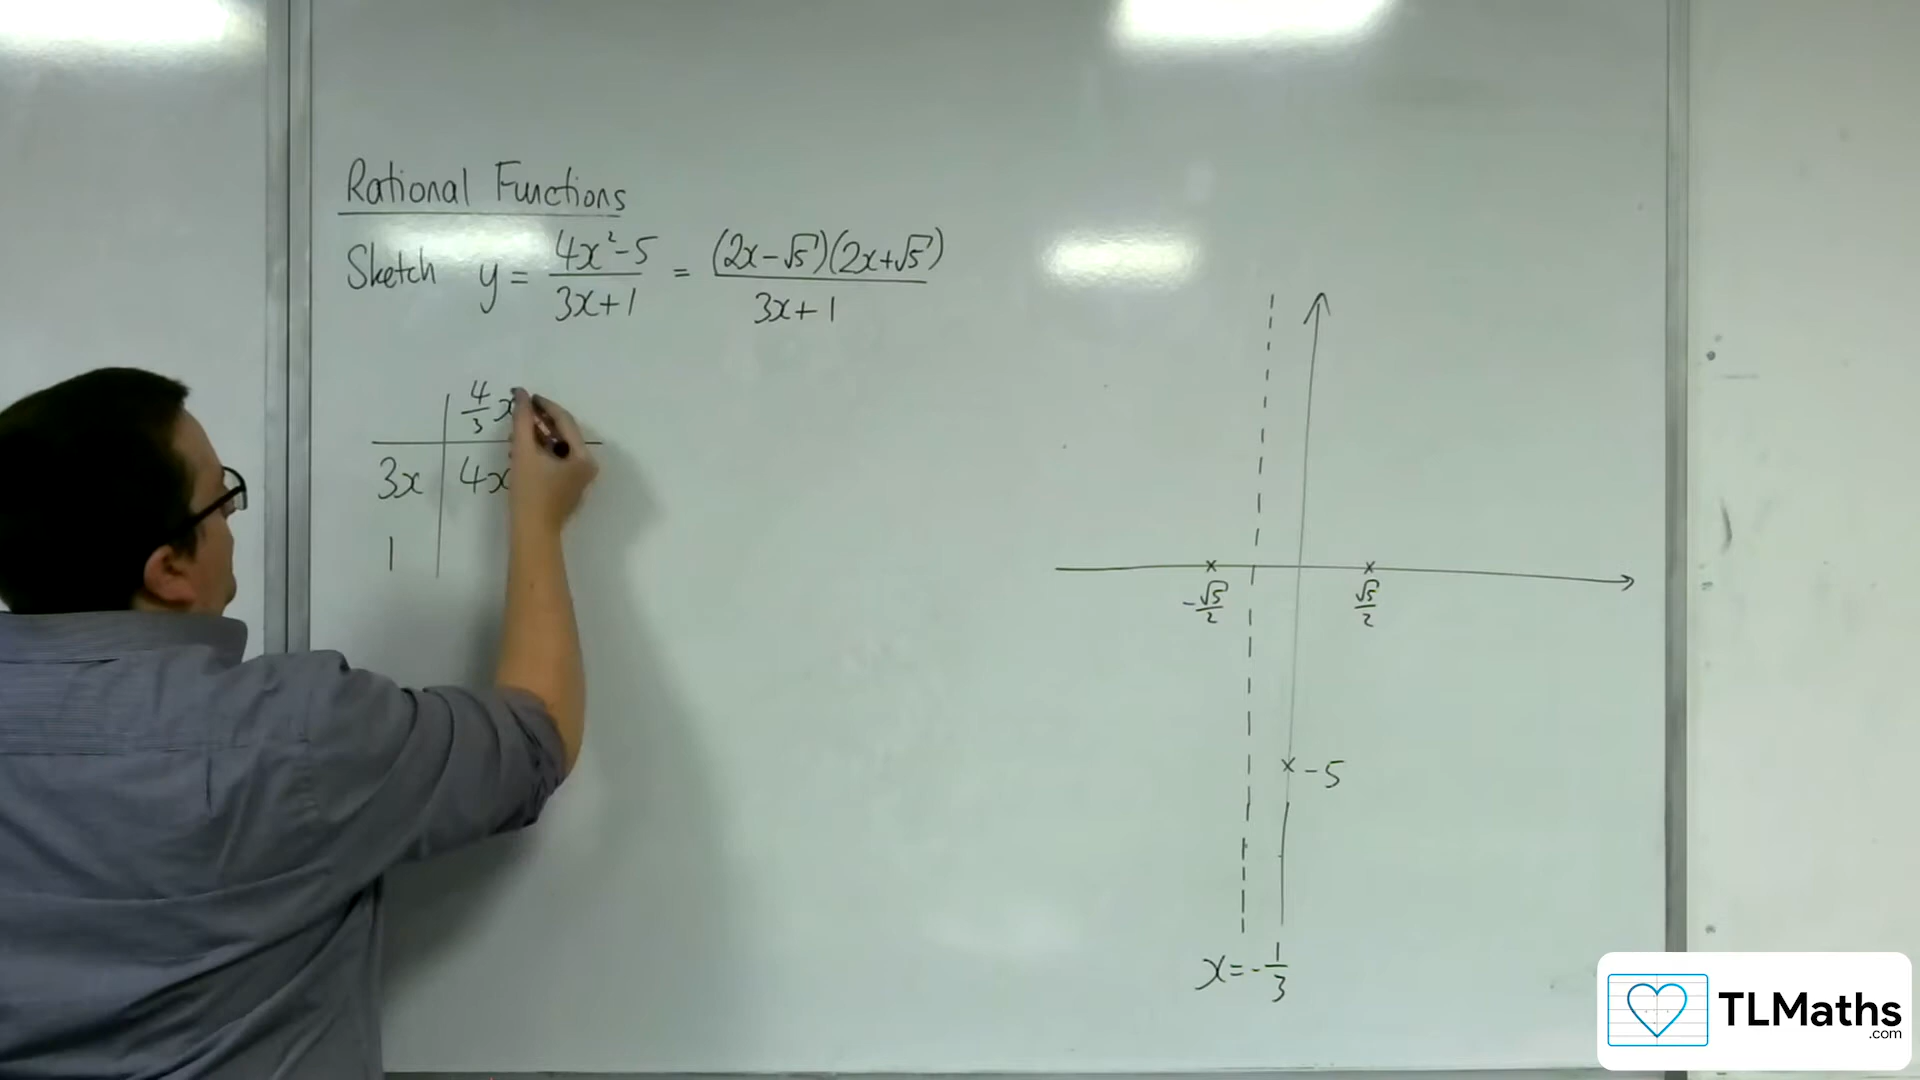 Rational Functions
Sketch y = (4x²-5)/(3x+1) = ((2x-√5)(2x+√5))/(3x+1)
4/3 x
3x 4x
1
-√5/2 √5/2
-5
x=-1/3
TLMaths
.com